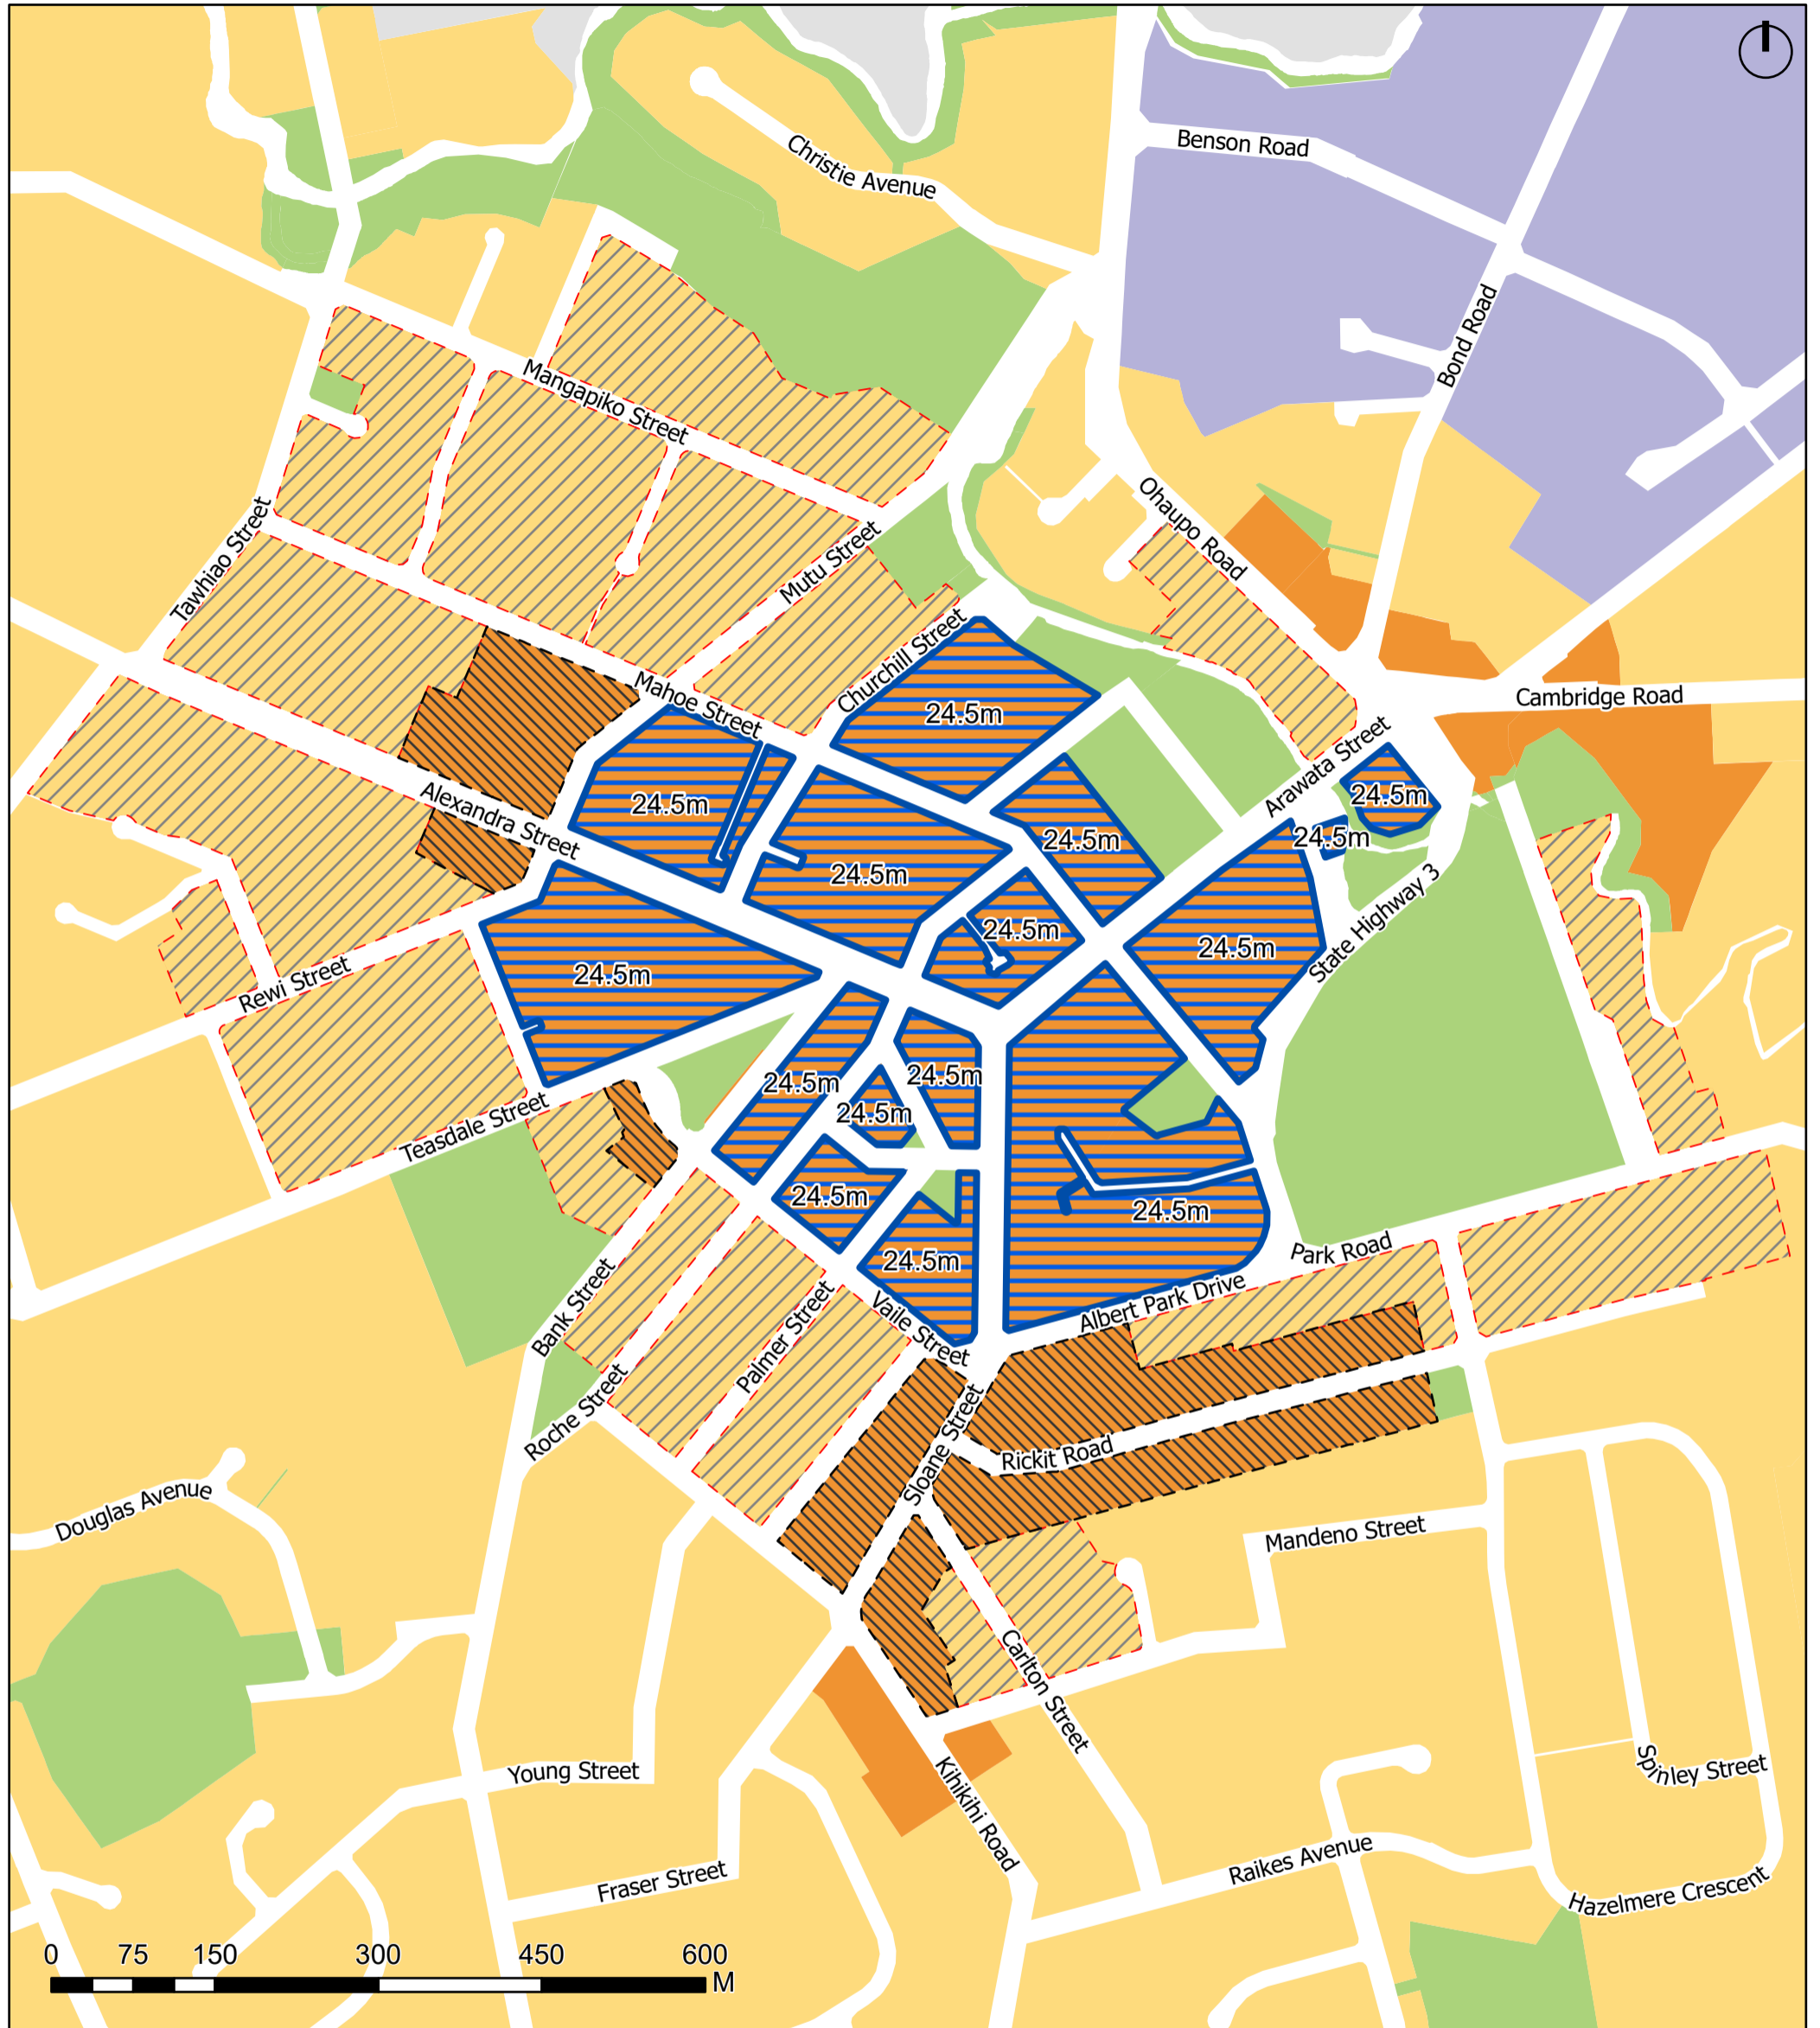 Benson Road
Christie Avenue
Bond Road
Mangapiko Street
Ohaupo Road
Tawhiao Street
Mutu Street
Churchill Street
Mahoe Street
Cambridge Road
24.5m
Arawata Street
24.5m
24.5m
Alexandra Street
24.5m
24.5m
24.5m
24.5m
24.5m
State Highway 3
24.5m
Rewi Street
24.5m
24.5m
24.5m
Teasdale Street
24.5m
24.5m
Park Road
24.5m
Albert Park Drive
Bank Street
Palmer Street
Vaile Street
Roche Street
Sloane Street
Rickit Road
Douglas Avenue
Mandeno Street
Carlton Street
Young Street
Spinley Street
Kihikihi Road
Raikes Avenue
Fraser Street
Hazelmere Crescent
0 75 150 300 450 600
M